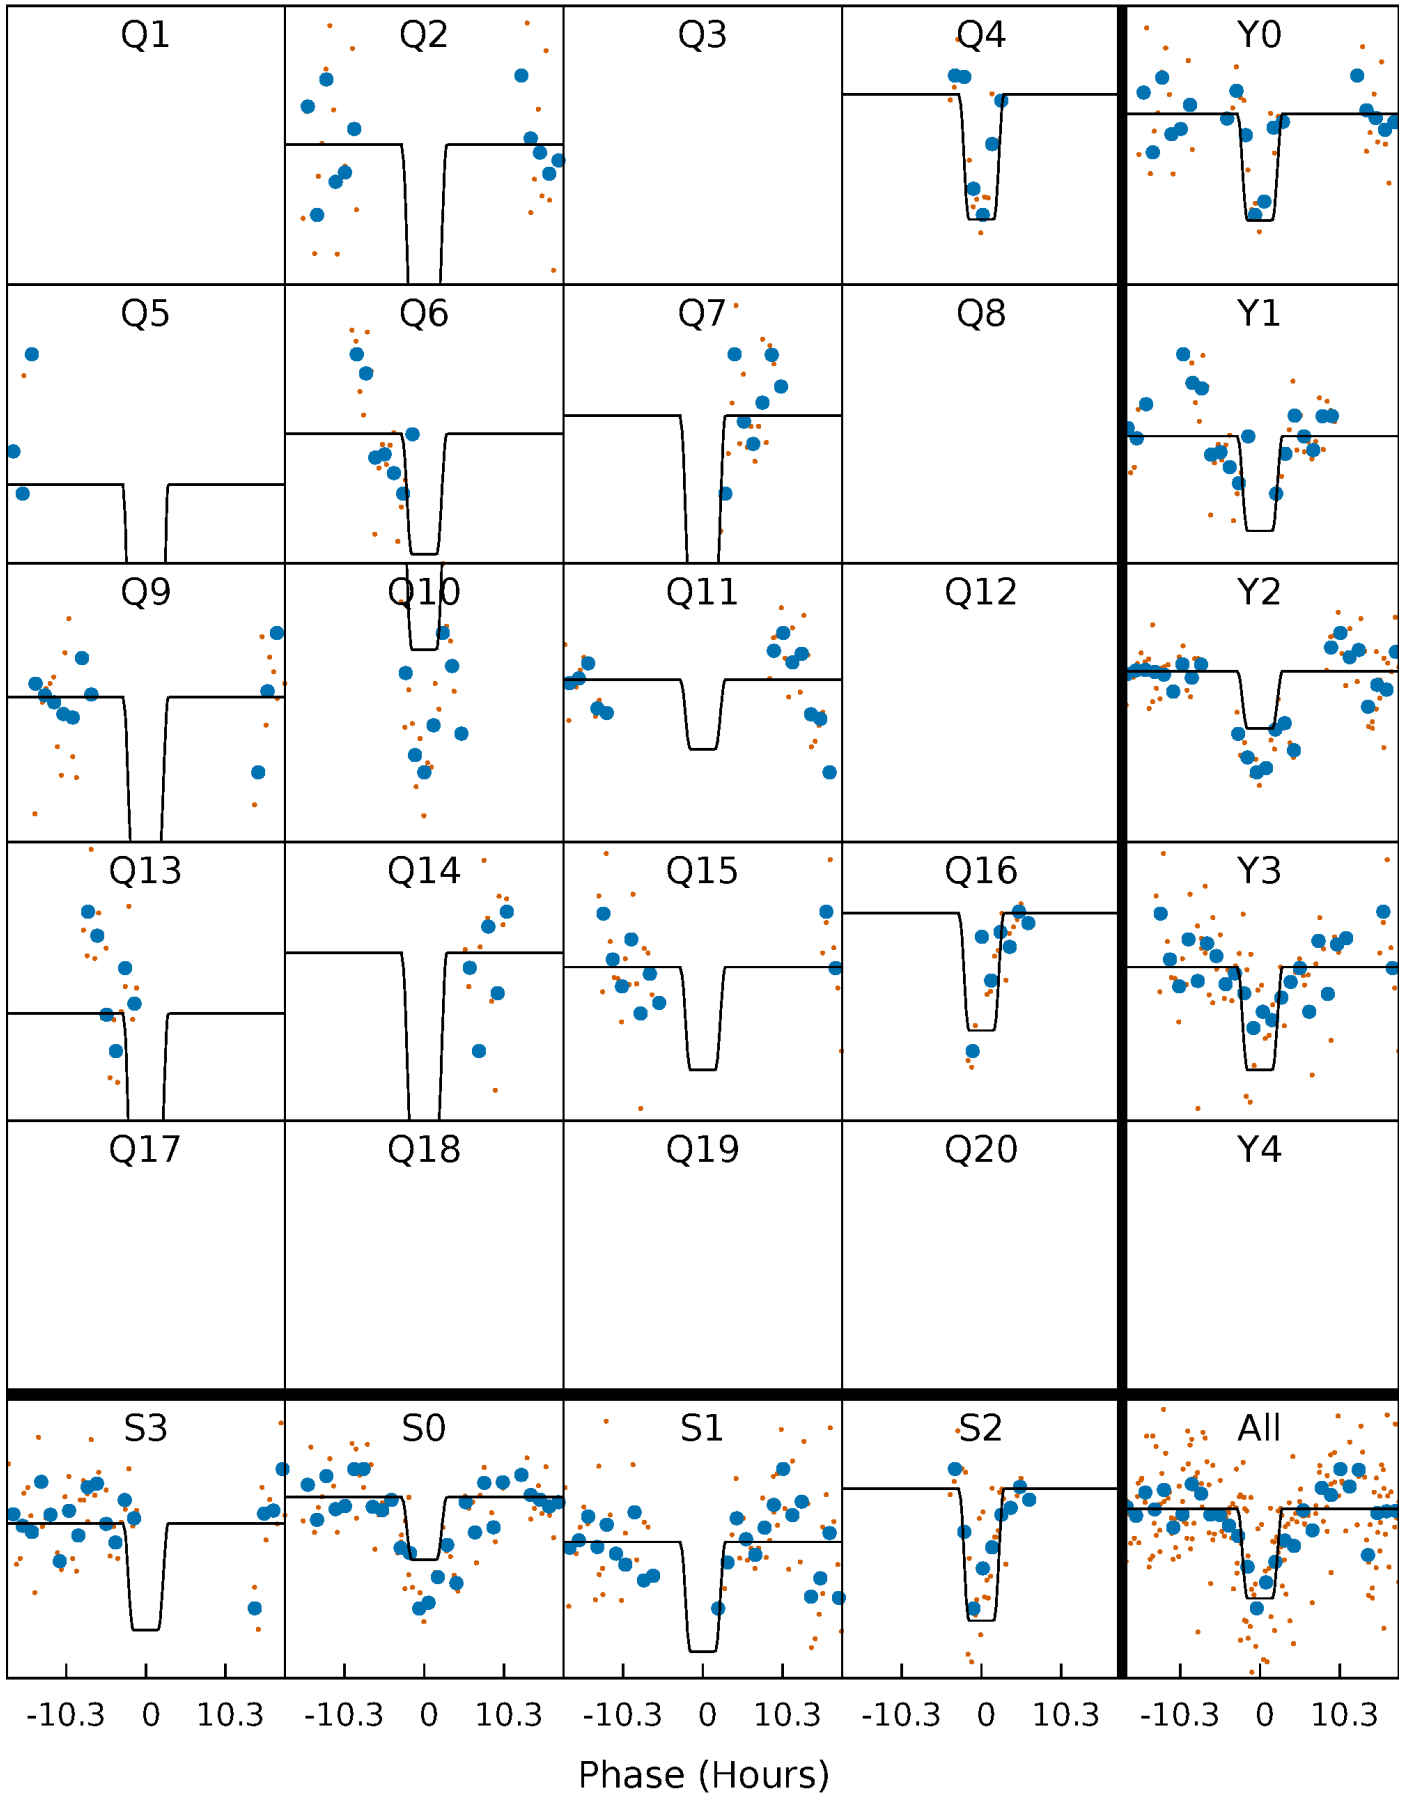 Q1 Q2 Q3 Q4 Y0
Q5 Q6 Q7 Q8 Y1
Q9 Q10 Q11 Q12 Y2
Q13 Q14 Q15 Q16 Y3
Q17 Q18 Q19 Q20 Y4
S3 S0 S1 S2 All
-10.3 0 10.3 -10.3 0 10.3 -10.3 0 10.3 -10.3 0 10.3 -10.3 0 10.3
Phase (Hours)